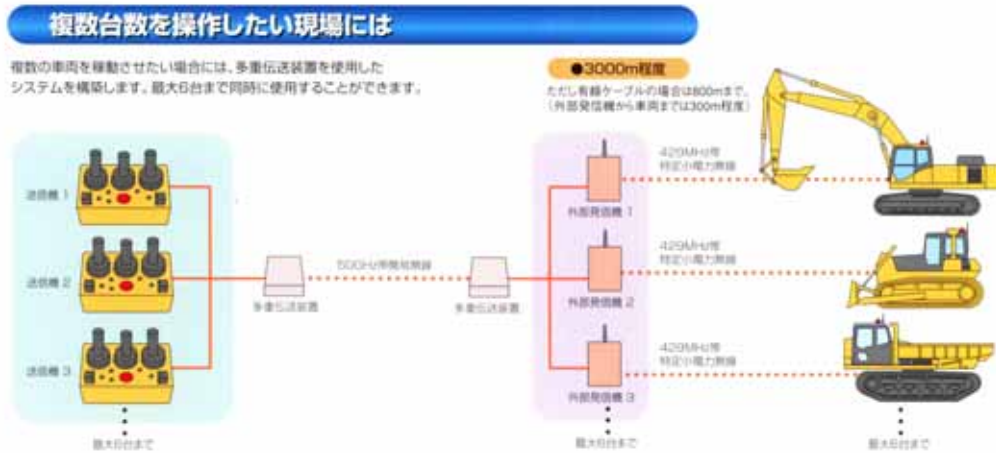 複数台数を操作したい現場には
複数の車両を稼動させたい場合には、多重伝送装置を使用した
システムを構築します。最大6台まで同時に使用することができます。
●3000m程度
ただし有線ケーブルの場合は800mまで。
(外部発信機から車両までは300m程度)
送信機 1
送信機 2
送信機 3
最大6台まで
多重伝送装置
50GHz帯簡易無線
多重伝送装置
外部発信機 1
外部発信機 2
外部発信機 3
最大6台まで
429MHz帯
特定小電力無線
429MHz帯
特定小電力無線
429MHz帯
特定小電力無線
最大6台まで